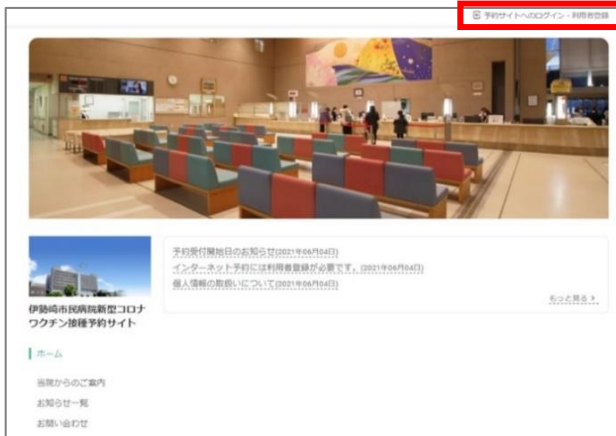 予約サイトへのログイン・利用者登録
予約受付開始日のお知らせ(2021年06月04日)
インターネット予約には利用者登録が必要です。(2021年06月04日)
個人情報の取扱いについて(2021年06月04日)
もっと見る
伊勢崎市民病院新型コロナ
ワクチン接種予約サイト
ホーム
当院からのご案内
お知らせ一覧
お問い合わせ